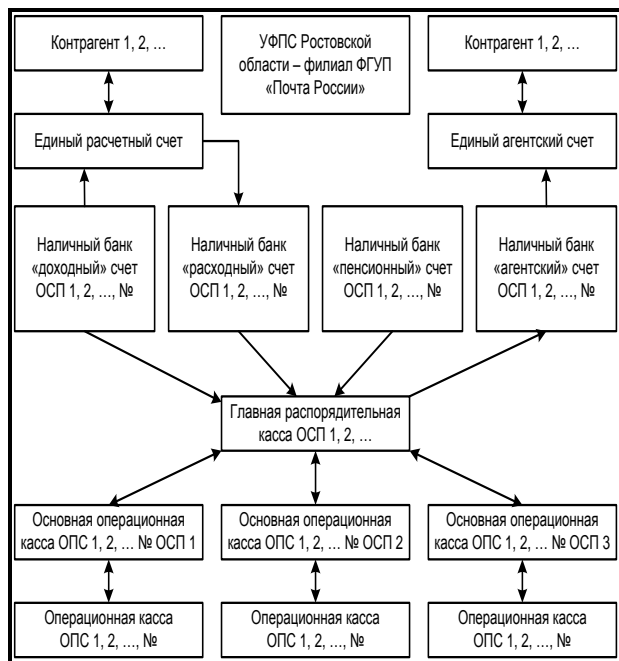 Контрагент 1, 2, …
УФПС Ростовской
области – филиал ФГУП
«Почта России»
Контрагент 1, 2, …
Единый расчетный счет
Единый агентский счет
Наличный банк
«доходный» счет
ОСП 1, 2, …, №
Наличный банк
«расходный» счет
ОСП 1, 2, …, №
Наличный банк
«пенсионный» счет
ОСП 1, 2, …, №
Наличный банк
«агентский» счет
ОСП 1, 2, …, №
Главная распорядительная
касса ОСП 1, 2, …
Основная операционная
касса ОПС 1, 2, … № ОСП 1
Основная операционная
касса ОПС 1, 2, … № ОСП 2
Основная операционная
касса ОПС 1, 2, … № ОСП 3
Операционная касса
ОПС 1, 2, …, №
Операционная касса
ОПС 1, 2, …, №
Операционная касса
ОПС 1, 2, …, №